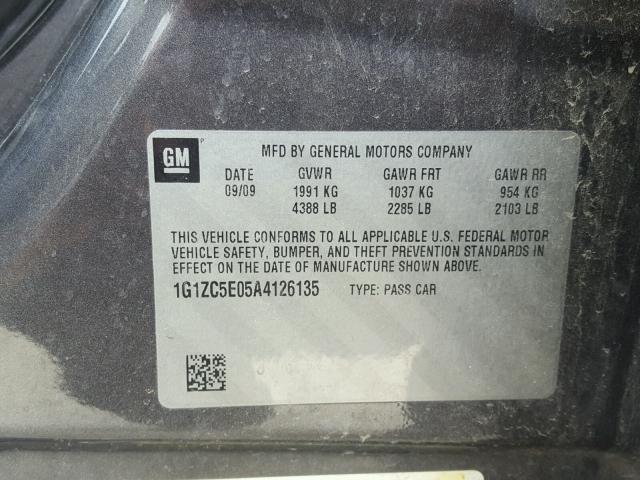 GM
MFD BY GENERAL MOTORS COMPANY
DATE GVWR GAWR FRT GAWR RR
09/09 1991 KG 1037 KG 954 KG
4388 LB 2285 LB 2103 LB
THIS VEHICLE CONFORMS TO ALL APPLICABLE U.S. FEDERAL MOTOR
VEHICLE SAFETY, BUMPER, AND THEFT PREVENTION STANDARDS IN
EFFECT ON THE DATE OF MANUFACTURE SHOWN ABOVE.
1G1ZC5E05A4126135 TYPE: PASS CAR